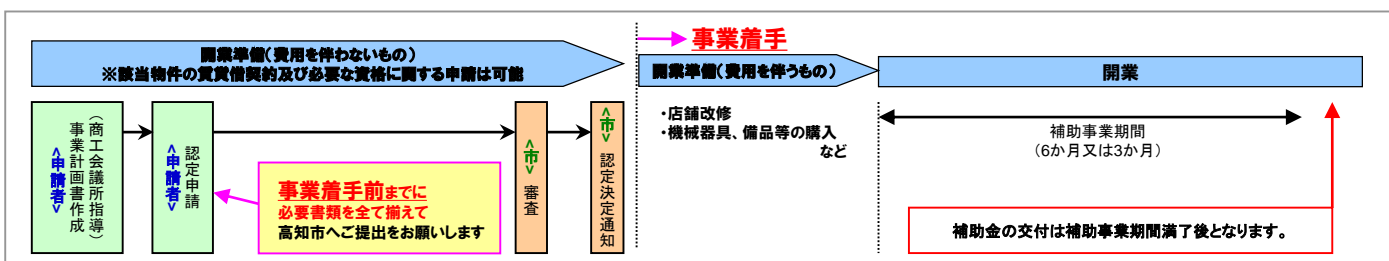 開業準備(費用を伴わないもの)
※該当物件の賃貸借契約及び必要な資格に関する申請は可能
事業着手
開業準備(費用を伴うもの)
開業
<申請者>
事業計画書作成
(商工会議所指導)
<申請者>
認定申請
事業着手前までに
必要書類を全て揃えて
高知市へご提出をお願いします
<市>
審査
<市>
認定決定通知
・店舗改修
・機械器具、備品等の購入
など
補助事業期間
(6か月又は3か月)
補助金の交付は補助事業期間満了後となります。